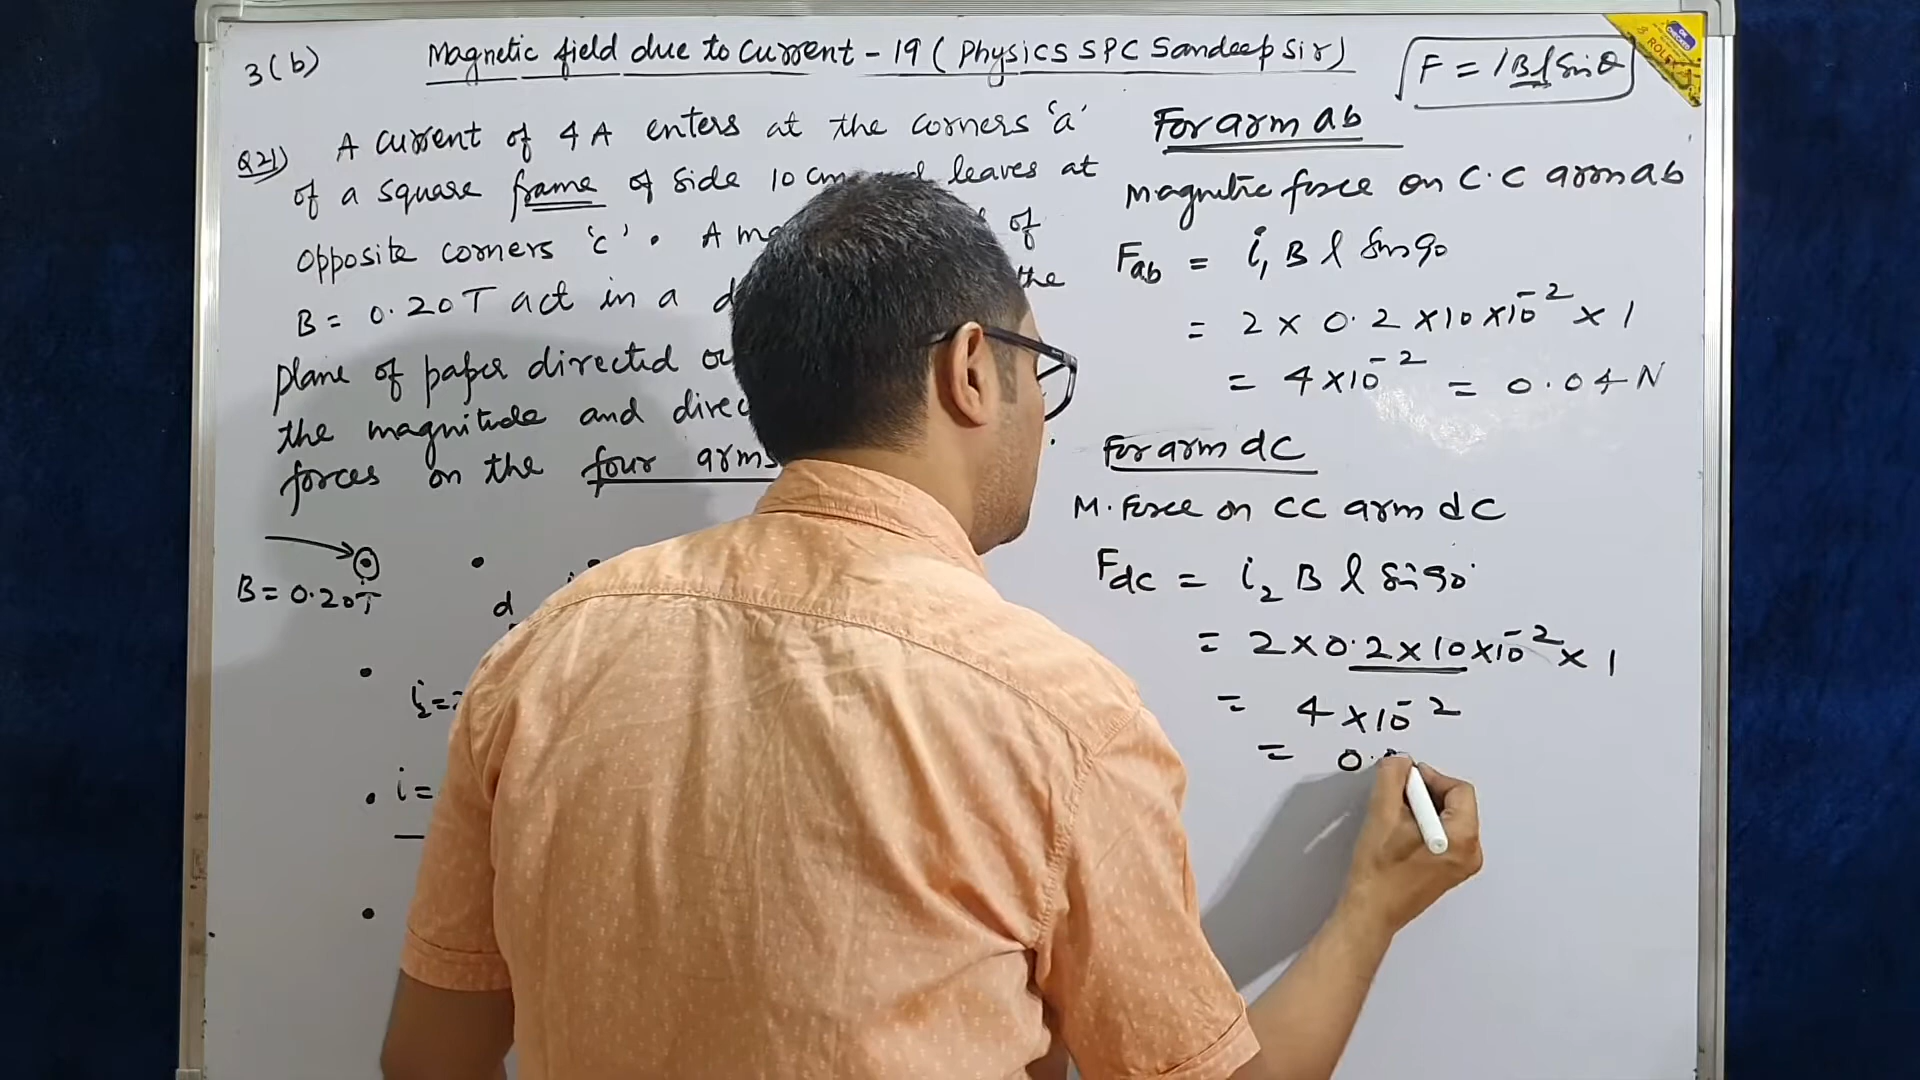 3(b)
Magnetic field due to current - 19 (Physics SPC Sandeep Sir)
F = iBl sinθ
Q21) A current of 4A enters at the corners 'a'
of a square frame of side 10 cm leaves at
opposite corners 'c'. A of
B = 0.20T act in a the
plane of paper directed
the magnitude and
forces on the four arms
B = 0.20T
d
i₂=
i=
For arm ab
Magnetic force on C.C arm ab
Fab = i₁ B l sin90
= 2 × 0.2 × 10 × 10⁻² × 1
= 4 × 10⁻² = 0.04 N
For arm dC
M. Force on CC arm dC
Fdc = i₂ B l sin90°
= 2 × 0.2 × 10 × 10⁻² × 1
= 4 × 10⁻²
= 0.